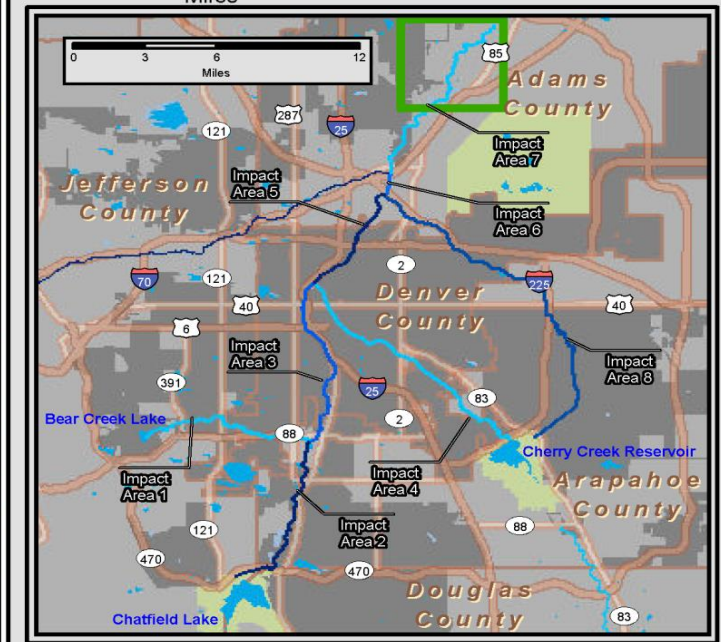 Miles
0 3 6 12
Miles
85
Adams
County
287
25
121
Impact
Area 7
Impact
Area 5
Jefferson
County
Impact
Area 6
2
70
121
225
Denver
County
40
40
6
Impact
Area 3
Impact
Area 8
391
25
83
Bear Creek Lake
2
88
Cherry Creek Reservoir
Impact
Area 1
Impact
Area 4
Arapahoe
County
Impact
Area 2
121
88
470
470
Douglas
County
Chatfield Lake
83